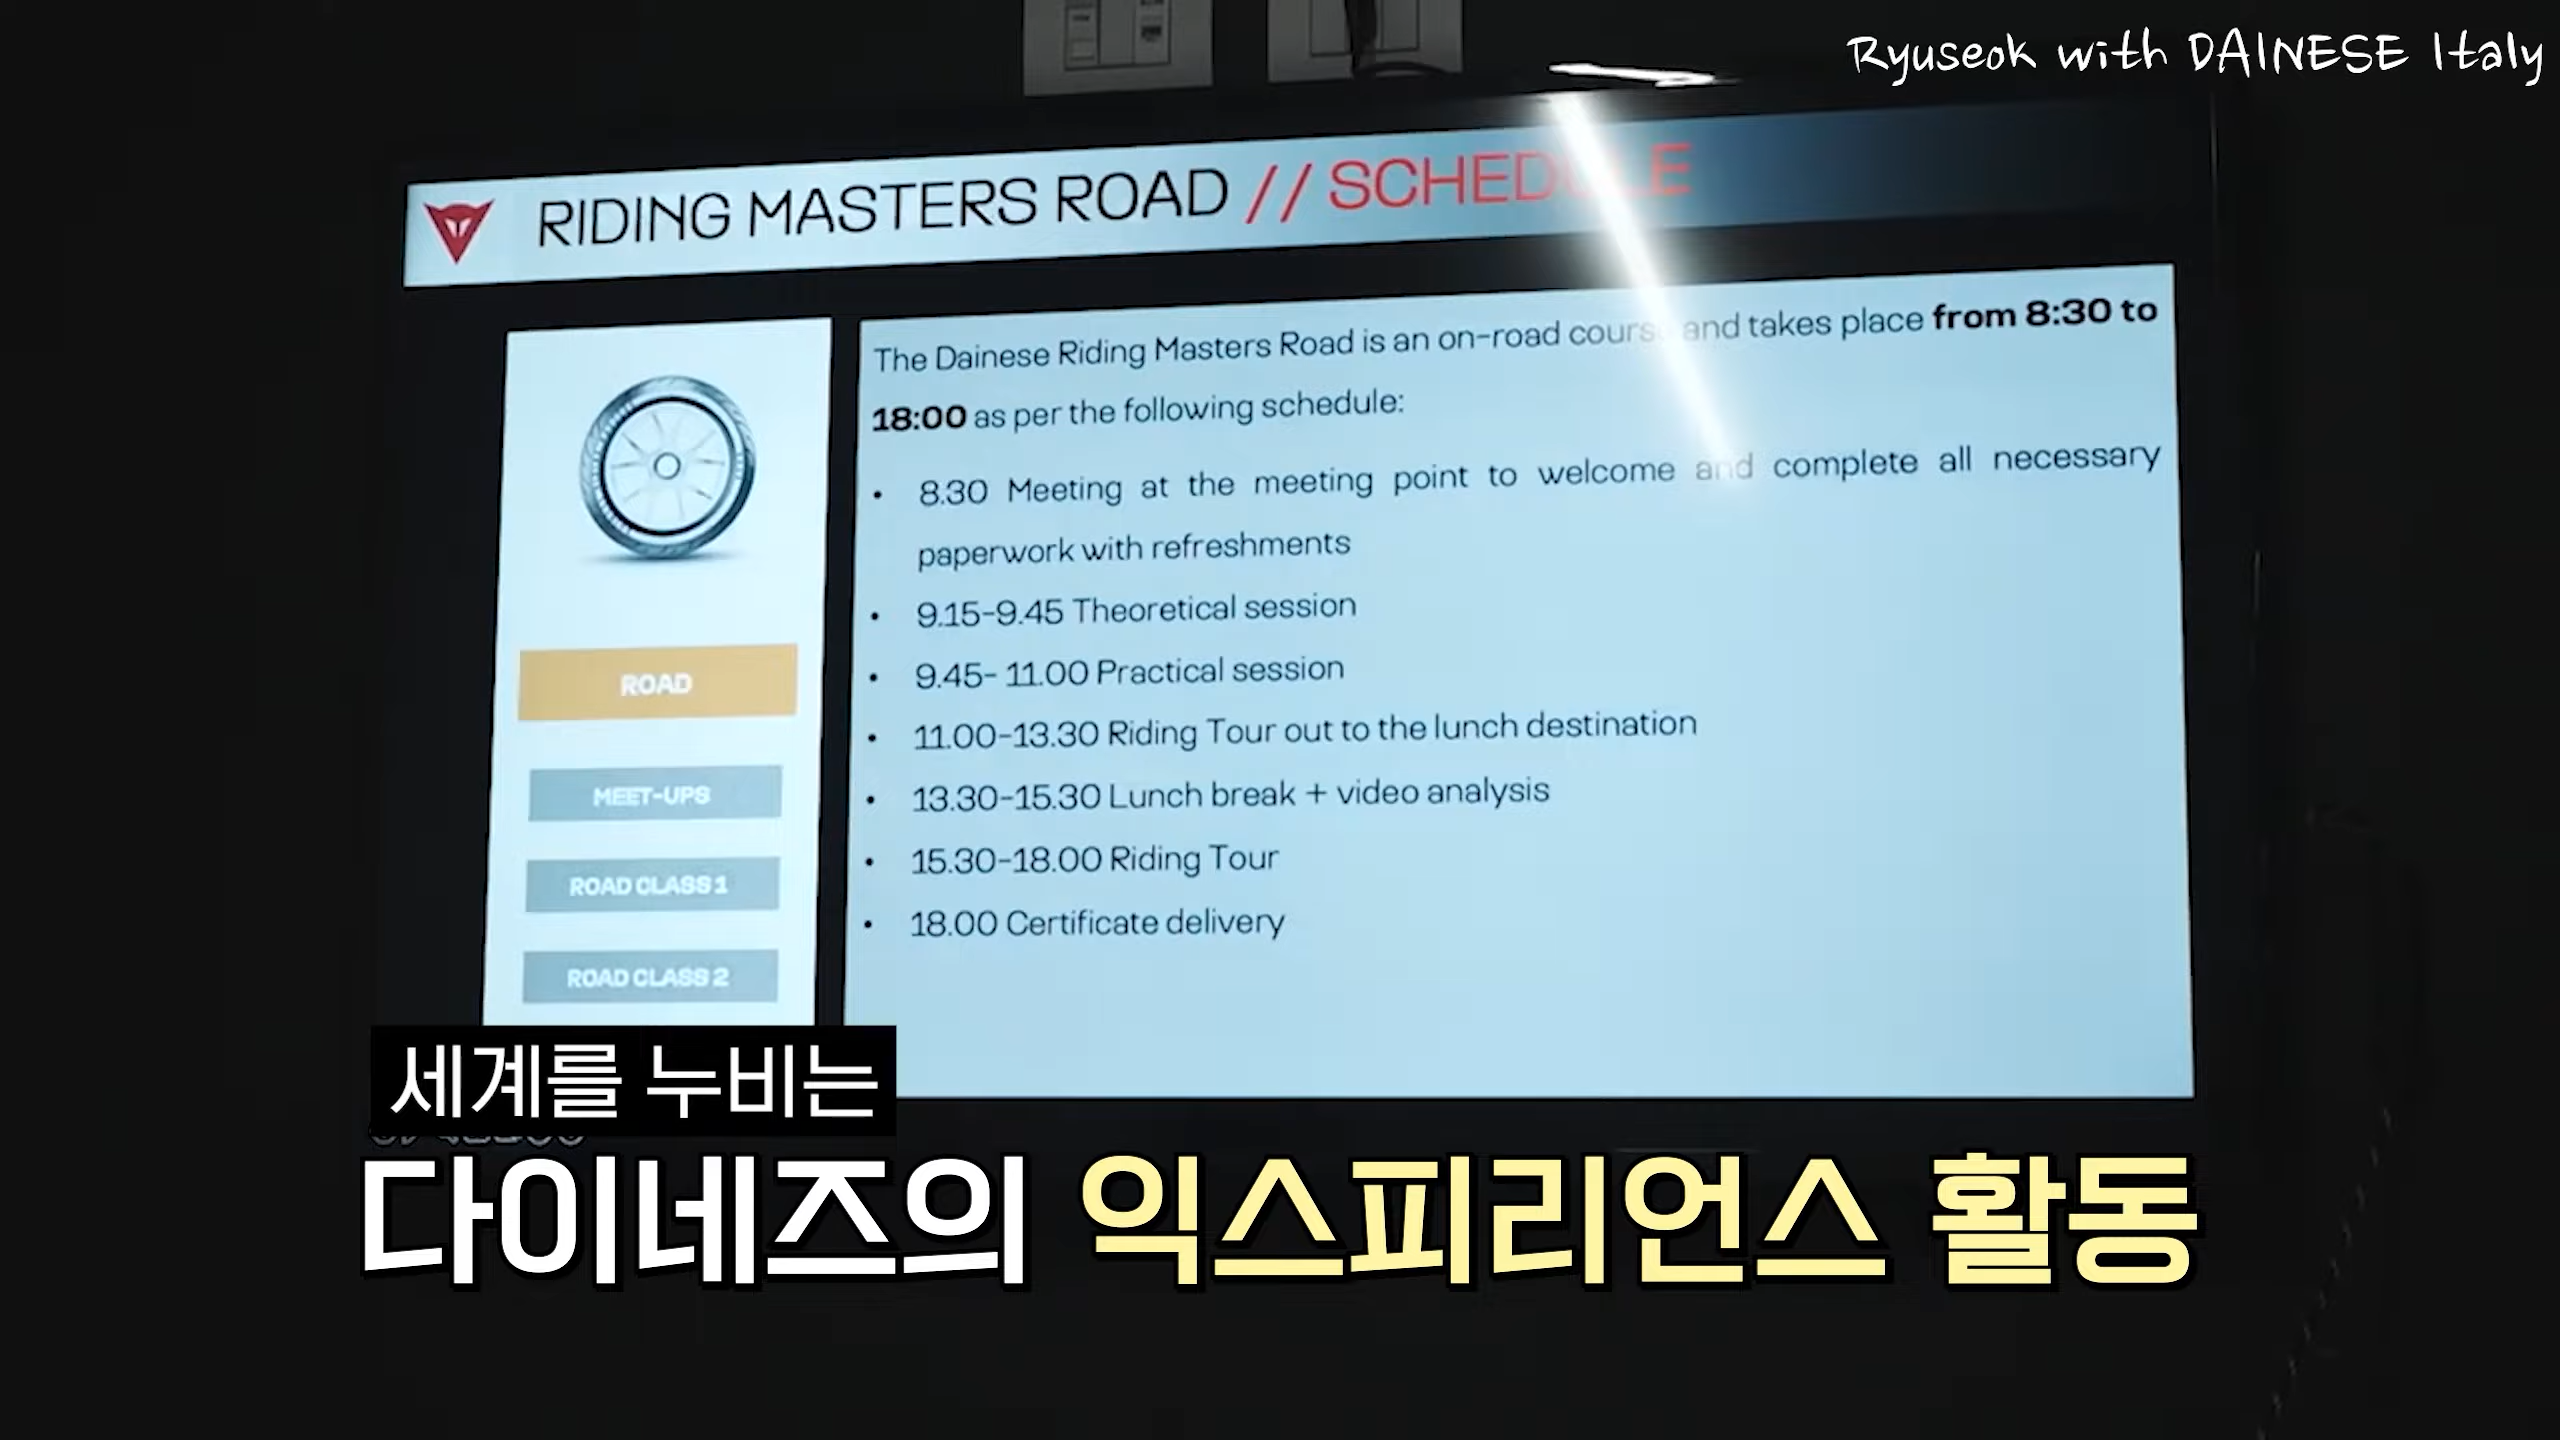 Ryuseok with DAINESE Italy
RIDING MASTERS ROAD // SCHEDULE
The Dainese Riding Masters Road is an on-road course and takes place from 8:30 to
18:00 as per the following schedule:
• 8.30 Meeting at the meeting point to welcome and complete all necessary
paperwork with refreshments
• 9.15-9.45 Theoretical session
• 9.45- 11.00 Practical session
• 11.00-13.30 Riding Tour out to the lunch destination
• 13.30-15.30 Lunch break + video analysis
• 15.30-18.00 Riding Tour
• 18.00 Certificate delivery
ROAD
MEET-UPS
ROAD CLASS 1
ROAD CLASS 2
세계를 누비는
다이네즈의 익스피리언스 활동